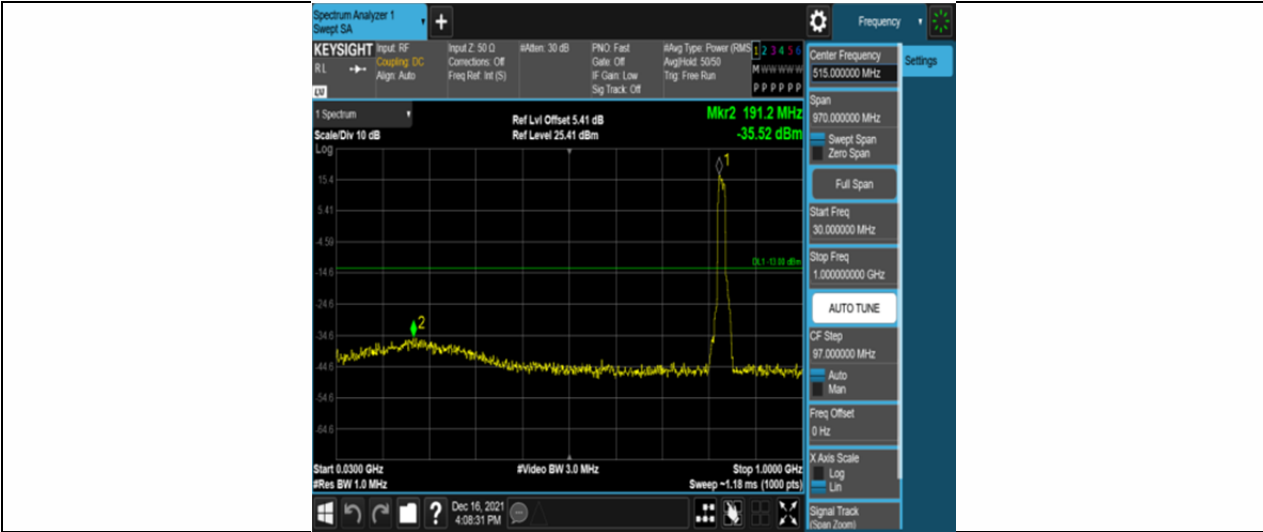 Spectrum Analyzer 1
Swept SA
+
Frequency
KEYSIGHT
RL
LV
Input: RF
Coupling: DC
Align: Auto
Input Z: 50 Ω
Corrections: Off
Freq Ref: Int (S)
#Atten: 30 dB
PNO: Fast
Gate: Off
IF Gain: Low
Sig Track: Off
#Avg Type: Power (RMS
Avg|Hold: 50/50
Trig: Free Run
1 2 3 4 5 6
M W W W W W
P P P P P P
Center Frequency
515.000000 MHz
Settings
1 Spectrum
Scale/Div 10 dB
Ref Lvl Offset 5.41 dB
Ref Level 25.41 dBm
Mkr2 191.2 MHz
-35.52 dBm
Span
970.000000 MHz
Swept Span
Zero Span
Full Span
Start Freq
30.000000 MHz
Stop Freq
1.000000000 GHz
AUTO TUNE
CF Step
97.000000 MHz
Auto
Man
Freq Offset
0 Hz
X Axis Scale
Log
Lin
Signal Track
(Span Zoom)
Log
15.4
5.41
-4.59
-14.6
-24.6
-34.6
-44.6
-54.6
-64.6
1
DL1 -13.00 dBm
2
Start 0.0300 GHz
#Video BW 3.0 MHz
Stop 1.0000 GHz
#Res BW 1.0 MHz
Sweep ~1.18 ms (1000 pts)
?
Dec 16, 2021
4:08:31 PM